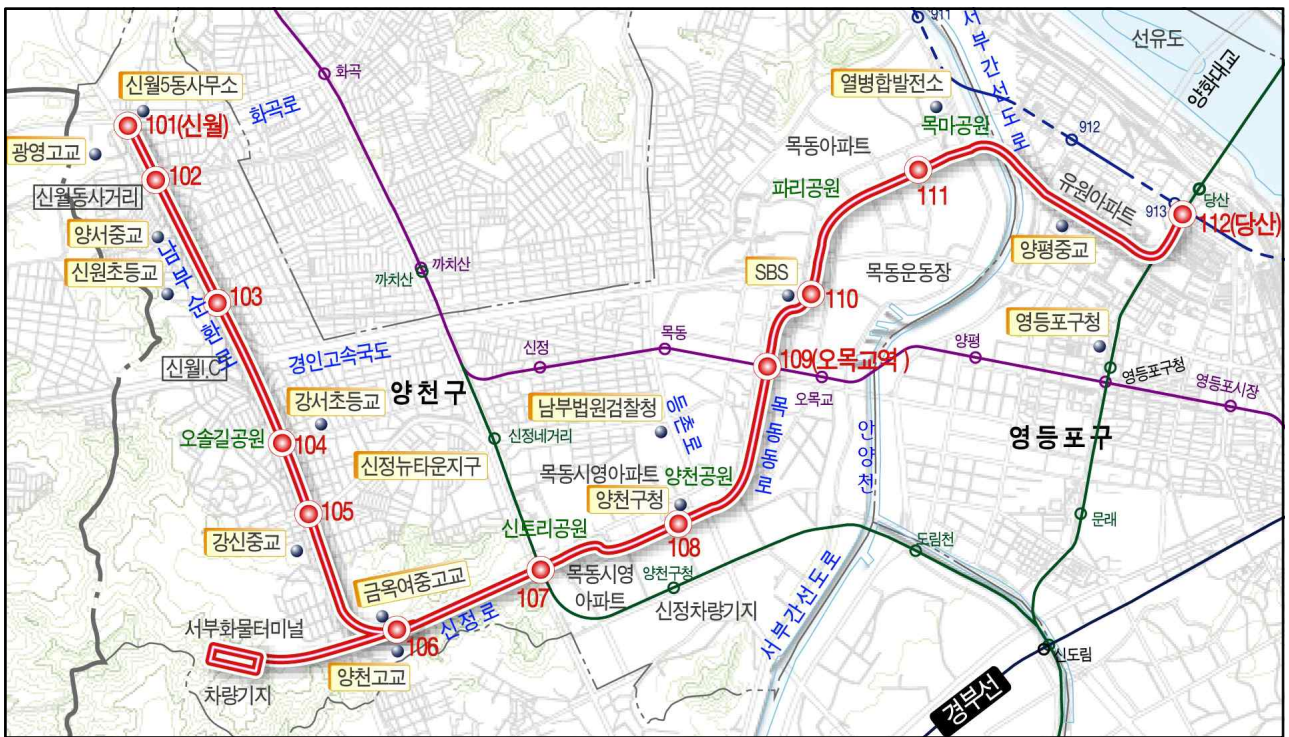 911
서부간선도로
선유도
양화대교
화곡
신월5동사무소
화곡로
열병합발전소
101(신월)
목마공원
912
광영고교
목동아파트
102
파리공원
111
유원아파트
당산
신월동사거리
913
112(당산)
양서중교
양평중교
남부순환로
신원초등교
까치산
까치산
SBS
목동운동장
103
110
영등포구청
경인고속국도
신정
목동
양평
신월I.C
109(오목교역)
오목교
영등포구청
영등포시장
양천구
강서초등교
남부법원검찰청
등촌로
목동동로
안양천
영등포구
오솔길공원
104
신정네거리
신정뉴타운지구
목동시영아파트
양천공원
양천구청
105
신트리공원
108
문래
강신중교
도림천
107
목동시영
아파트
양천구청
신정차량기지
서부간선도로
금옥여중고교
신정로
서부화물터미널
106
신도림
양천고교
차량기지
경부선